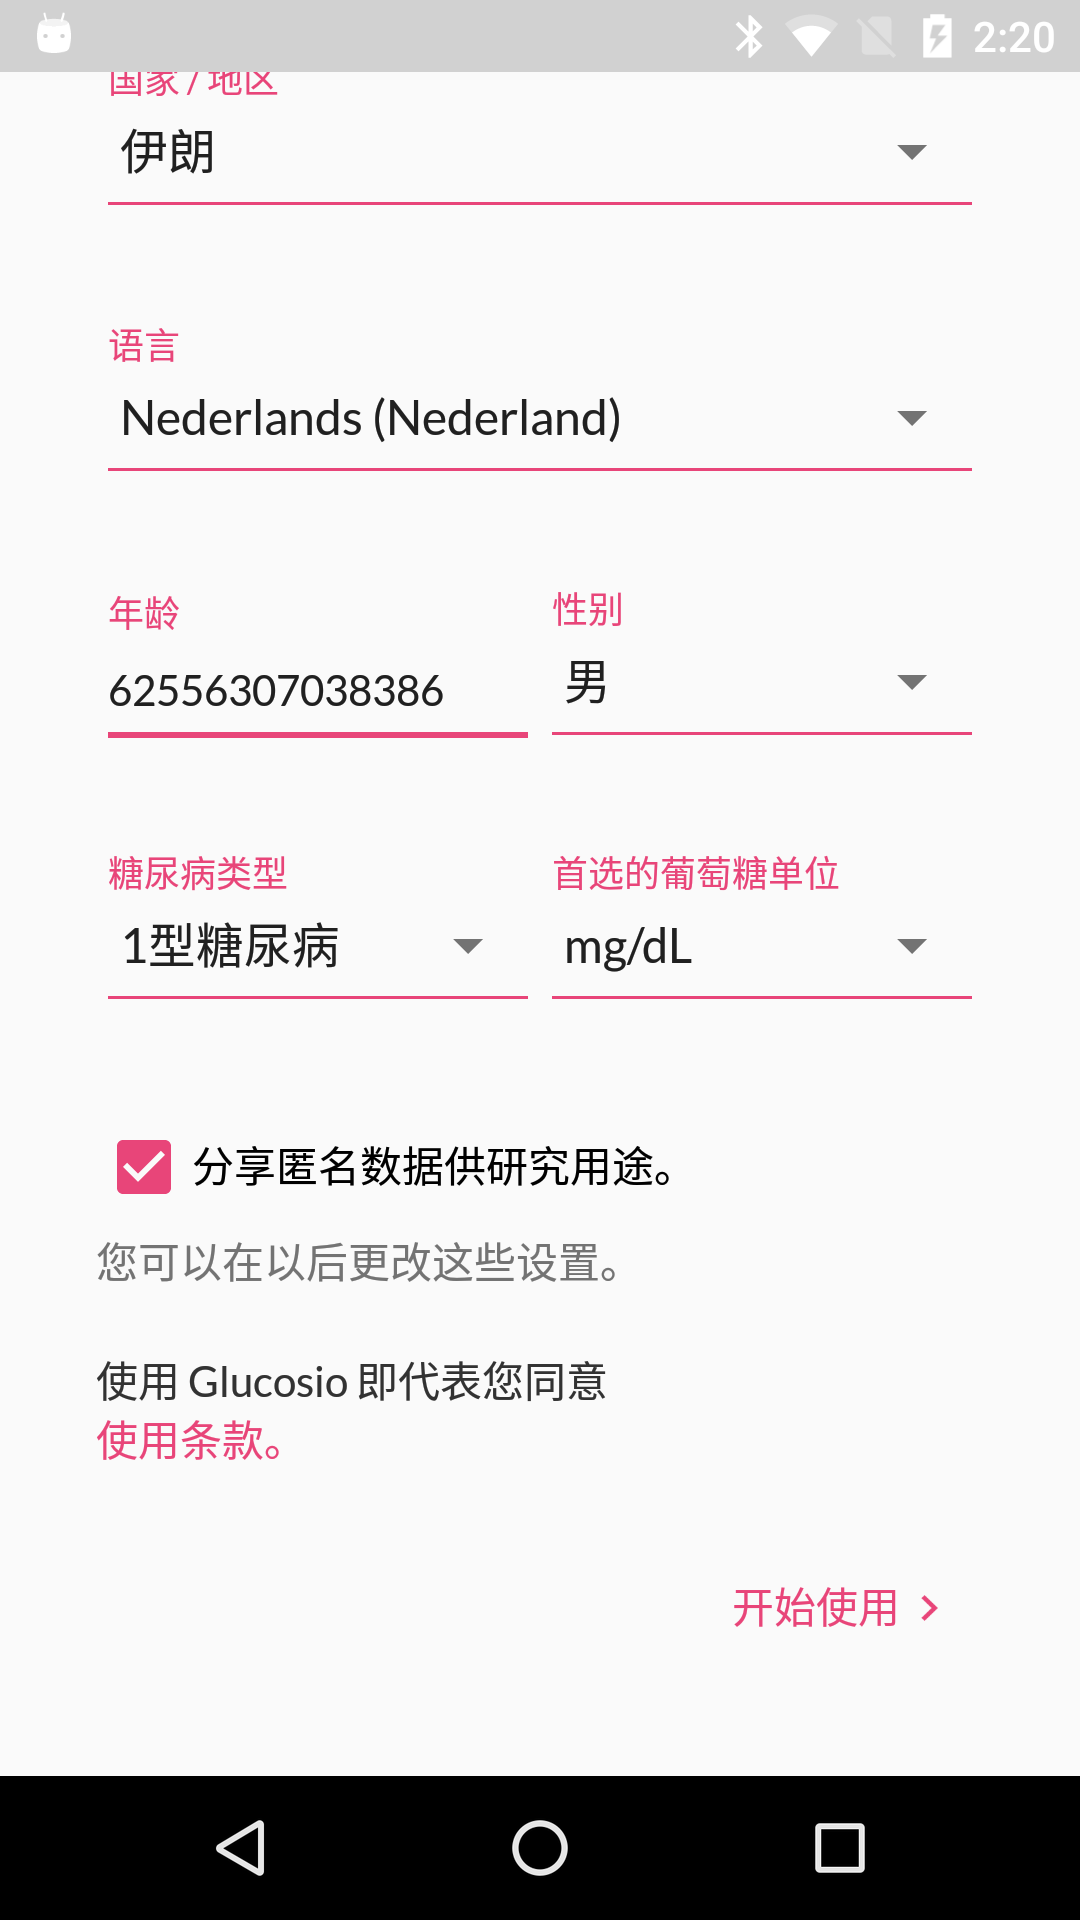 2:20
国家 / 地区
伊朗
语言
Nederlands (Nederland)
年龄
性别
62556307038386
男
糖尿病类型
首选的葡萄糖单位
1型糖尿病
mg/dL
分享匿名数据供研究用途。
您可以在以后更改这些设置。
使用 Glucosio 即代表您同意
使用条款。
开始使用